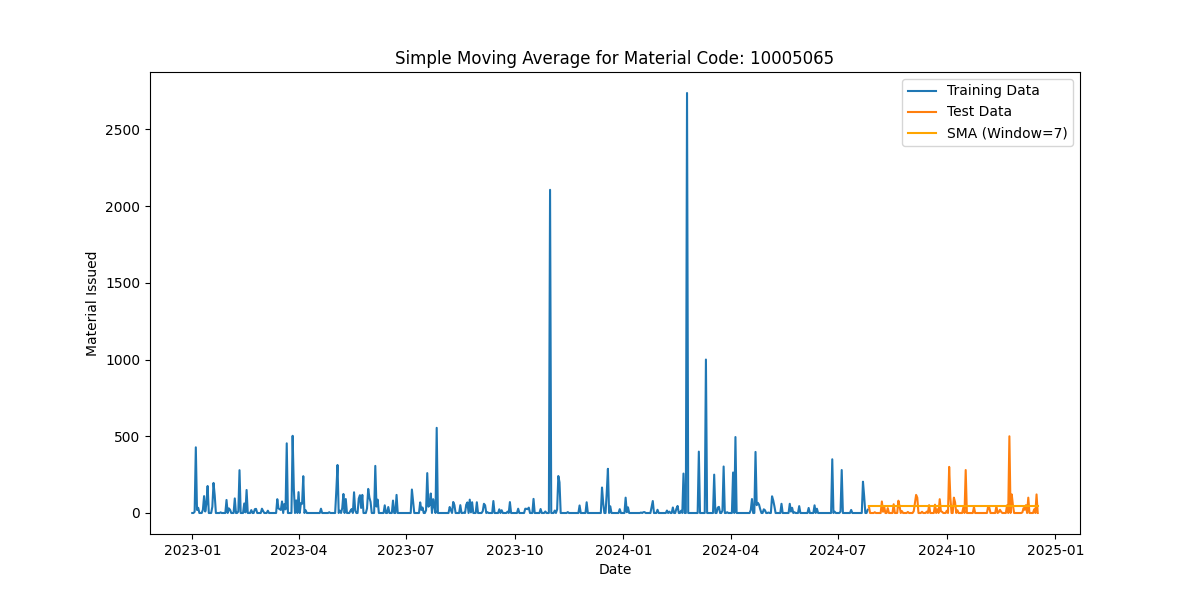 Simple Moving Average for Material Code: 10005065
Training Data
Test Data
SMA (Window=7)
Material Issued
2500
2000
1500
1000
500
0
2023-01 2023-04 2023-07 2023-10 2024-01 2024-04 2024-07 2024-10 2025-01
Date